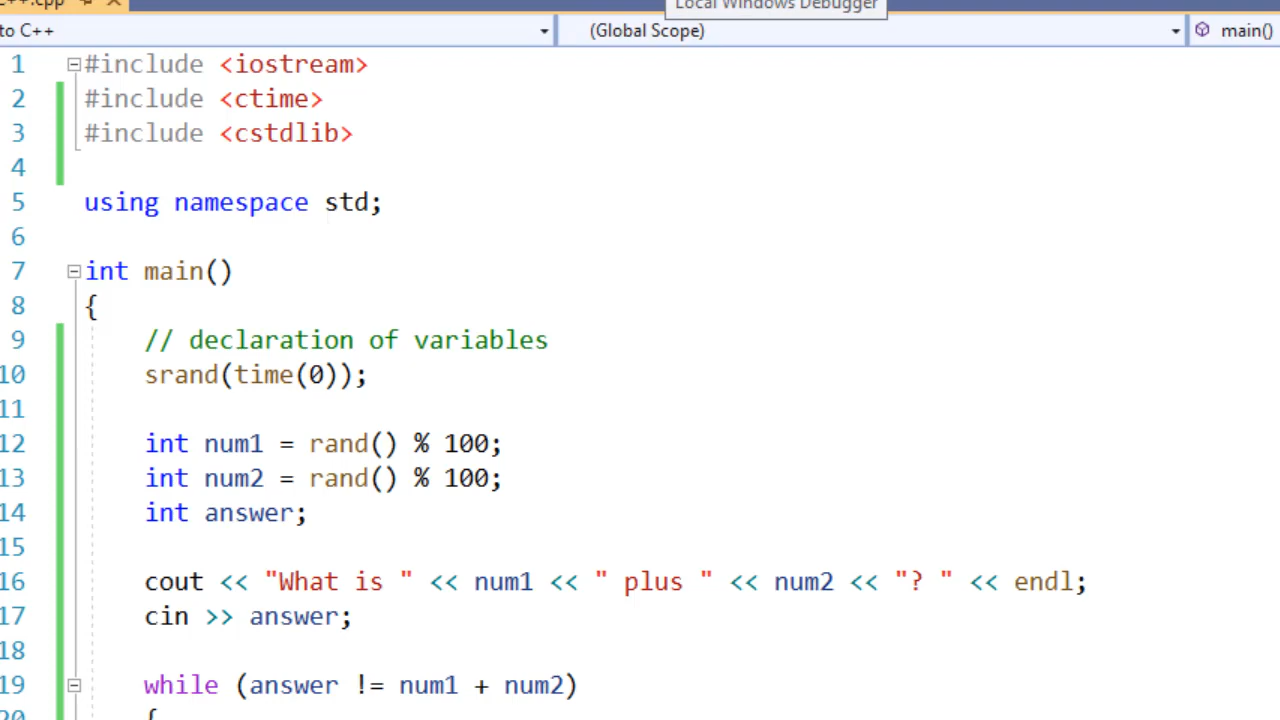 C++.cpp
Local Windows Debugger
to C++ (Global Scope) main()
1 #include <iostream>
2 #include <ctime>
3 #include <cstdlib>
4
5 using namespace std;
6
7 int main()
8 {
9 // declaration of variables
10 srand(time(0));
11
12 int num1 = rand() % 100;
13 int num2 = rand() % 100;
14 int answer;
15
16 cout << "What is " << num1 << " plus " << num2 << "? " << endl;
17 cin >> answer;
18
19 while (answer != num1 + num2)
20 {